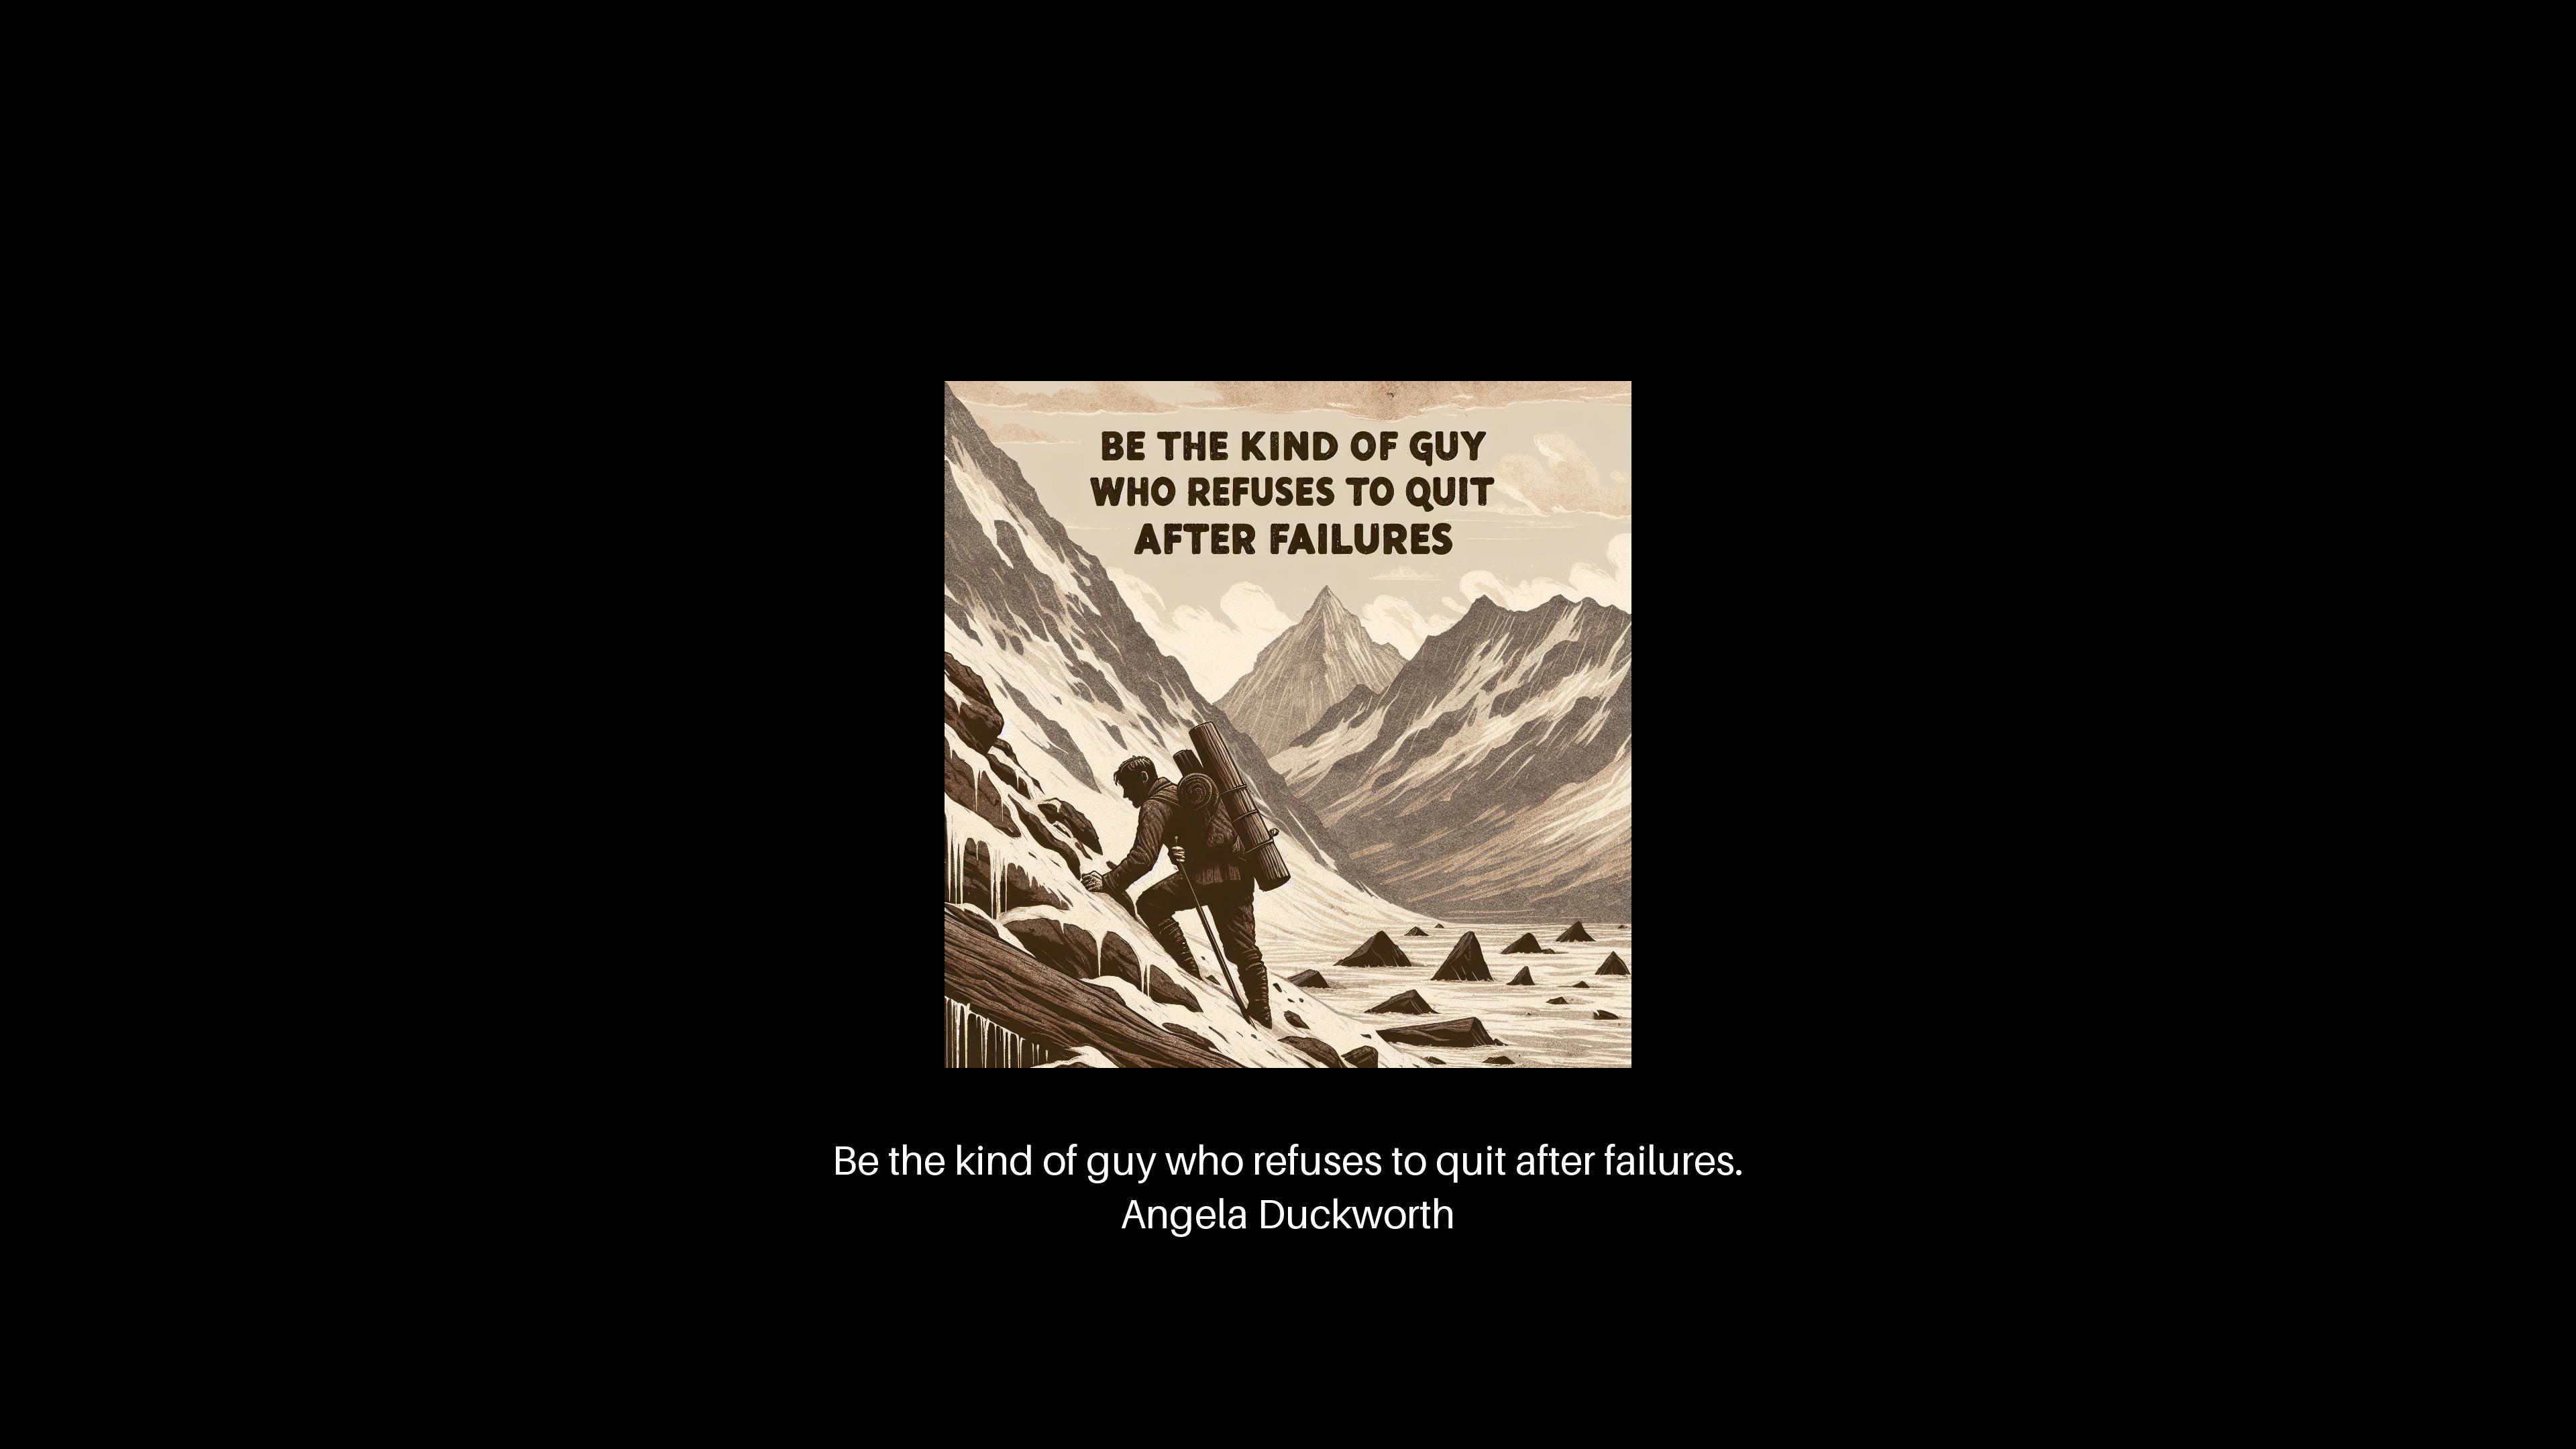 BE THE KIND OF GUY
WHO REFUSES TO QUIT
AFTER FAILURES
Be the kind of guy who refuses to quit after failures.
Angela Duckworth